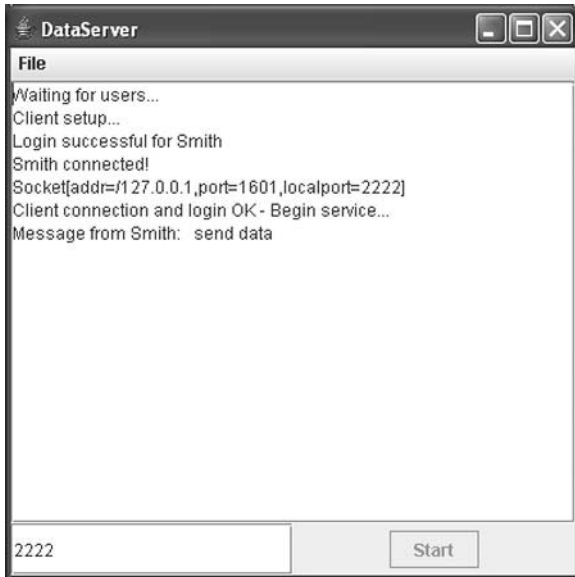 DataServer
File
Waiting for users...
Client setup...
Login successful for Smith
Smith connected!
Socket[addr=/127.0.0.1,port=1601,localport=2222]
Client connection and login OK - Begin service...
Message from Smith:   send data
2222
Start